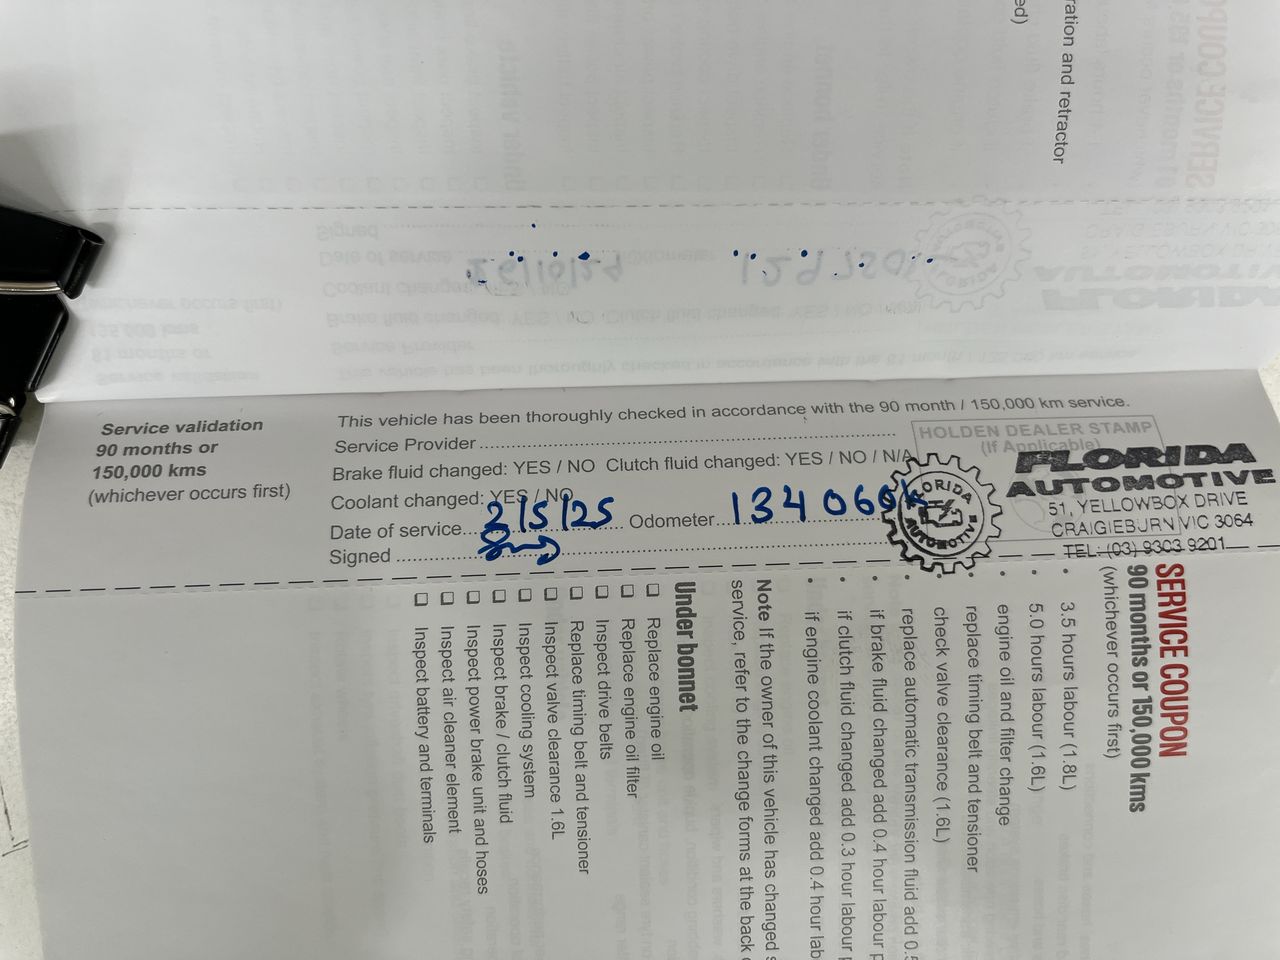 ed)
ration and retractor
Service validation
90 months or
150,000 kms
(whichever occurs first)
This vehicle has been thoroughly checked in accordance with the 90 month / 150,000 km service.
Service Provider
Brake fluid changed: YES / NO Clutch fluid changed: YES / NO / N/A
Coolant changed: YES / NO
Date of service 2/5/25 Odometer 134060k
Signed
HOLDEN DEALER STAMP
(If Applicable)
FLORIDA
AUTOMOTIVE
51, YELLOWBOX DRIVE
CRAIGIEBURN VIC 3064
TEL: (03) 9303 9201
FLORIDA
AUTOMOTIVE
SERVICE COUPON
90 months or 150,000 kms
(whichever occurs first)
• 3.5 hours labour (1.8L)
• 5.0 hours labour (1.6L)
• engine oil and filter change
• replace timing belt and tensioner
• check valve clearance (1.6L)
• replace automatic transmission fluid add 0.5
• if brake fluid changed add 0.4 hour labour
• if clutch fluid changed add 0.3 hour labour
• if engine coolant changed add 0.4 hour lab
Note If the owner of this vehicle has changed
service, refer to the change forms at the back
Under bonnet
❑ Replace engine oil
❑ Replace engine oil filter
❑ Inspect drive belts
❑ Replace timing belt and tensioner
❑ Inspect valve clearance 1.6L
❑ Inspect cooling system
❑ Inspect brake / clutch fluid
❑ Inspect power brake unit and hoses
❑ Inspect air cleaner element
❑ Inspect battery and terminals